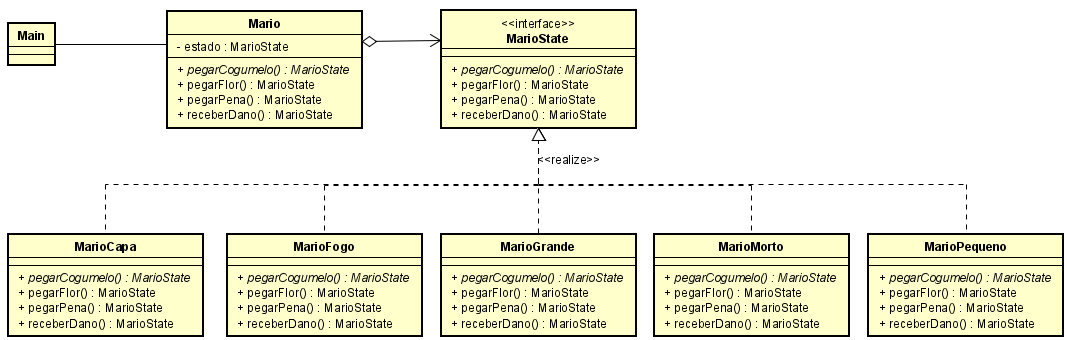 Main
Mario
- estado : MarioState
+ pegarCogumelo() : MarioState
+ pegarFlor() : MarioState
+ pegarPena() : MarioState
+ receberDano() : MarioState
<<interface>>
MarioState
+ pegarCogumelo() : MarioState
+ pegarFlor() : MarioState
+ pegarPena() : MarioState
+ receberDano() : MarioState
<<realize>>
MarioCapa
+ pegarCogumelo() : MarioState
+ pegarFlor() : MarioState
+ pegarPena() : MarioState
+ receberDano() : MarioState
MarioFogo
+ pegarCogumelo() : MarioState
+ pegarFlor() : MarioState
+ pegarPena() : MarioState
+ receberDano() : MarioState
MarioGrande
+ pegarCogumelo() : MarioState
+ pegarFlor() : MarioState
+ pegarPena() : MarioState
+ receberDano() : MarioState
MarioMorto
+ pegarCogumelo() : MarioState
+ pegarFlor() : MarioState
+ pegarPena() : MarioState
+ receberDano() : MarioState
MarioPequeno
+ pegarCogumelo() : MarioState
+ pegarFlor() : MarioState
+ pegarPena() : MarioState
+ receberDano() : MarioState